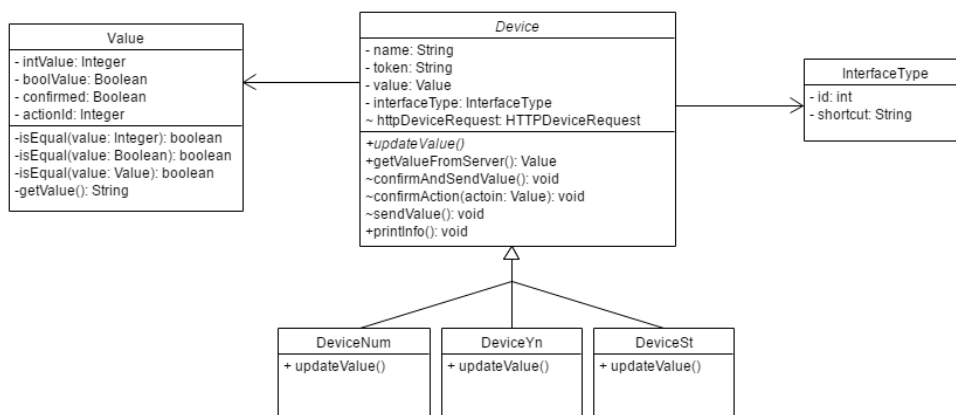 Value
- intValue: Integer
- boolValue: Boolean
- confirmed: Boolean
- actionId: Integer
-isEqual(value: Integer): boolean
-isEqual(value: Boolean): boolean
-isEqual(value: Value): boolean
-getValue(): String
Device
- name: String
- token: String
- value: Value
- interfaceType: InterfaceType
~ httpDeviceRequest: HTTPDeviceRequest
+updateValue()
+getValueFromServer(): Value
~confirmAndSendValue(): void
~confirmAction(actoin: Value): void
~sendValue(): void
+printInfo(): void
InterfaceType
- id: int
- shortcut: String
DeviceNum
+ updateValue()
DeviceYn
+ updateValue()
DeviceSt
+ updateValue()